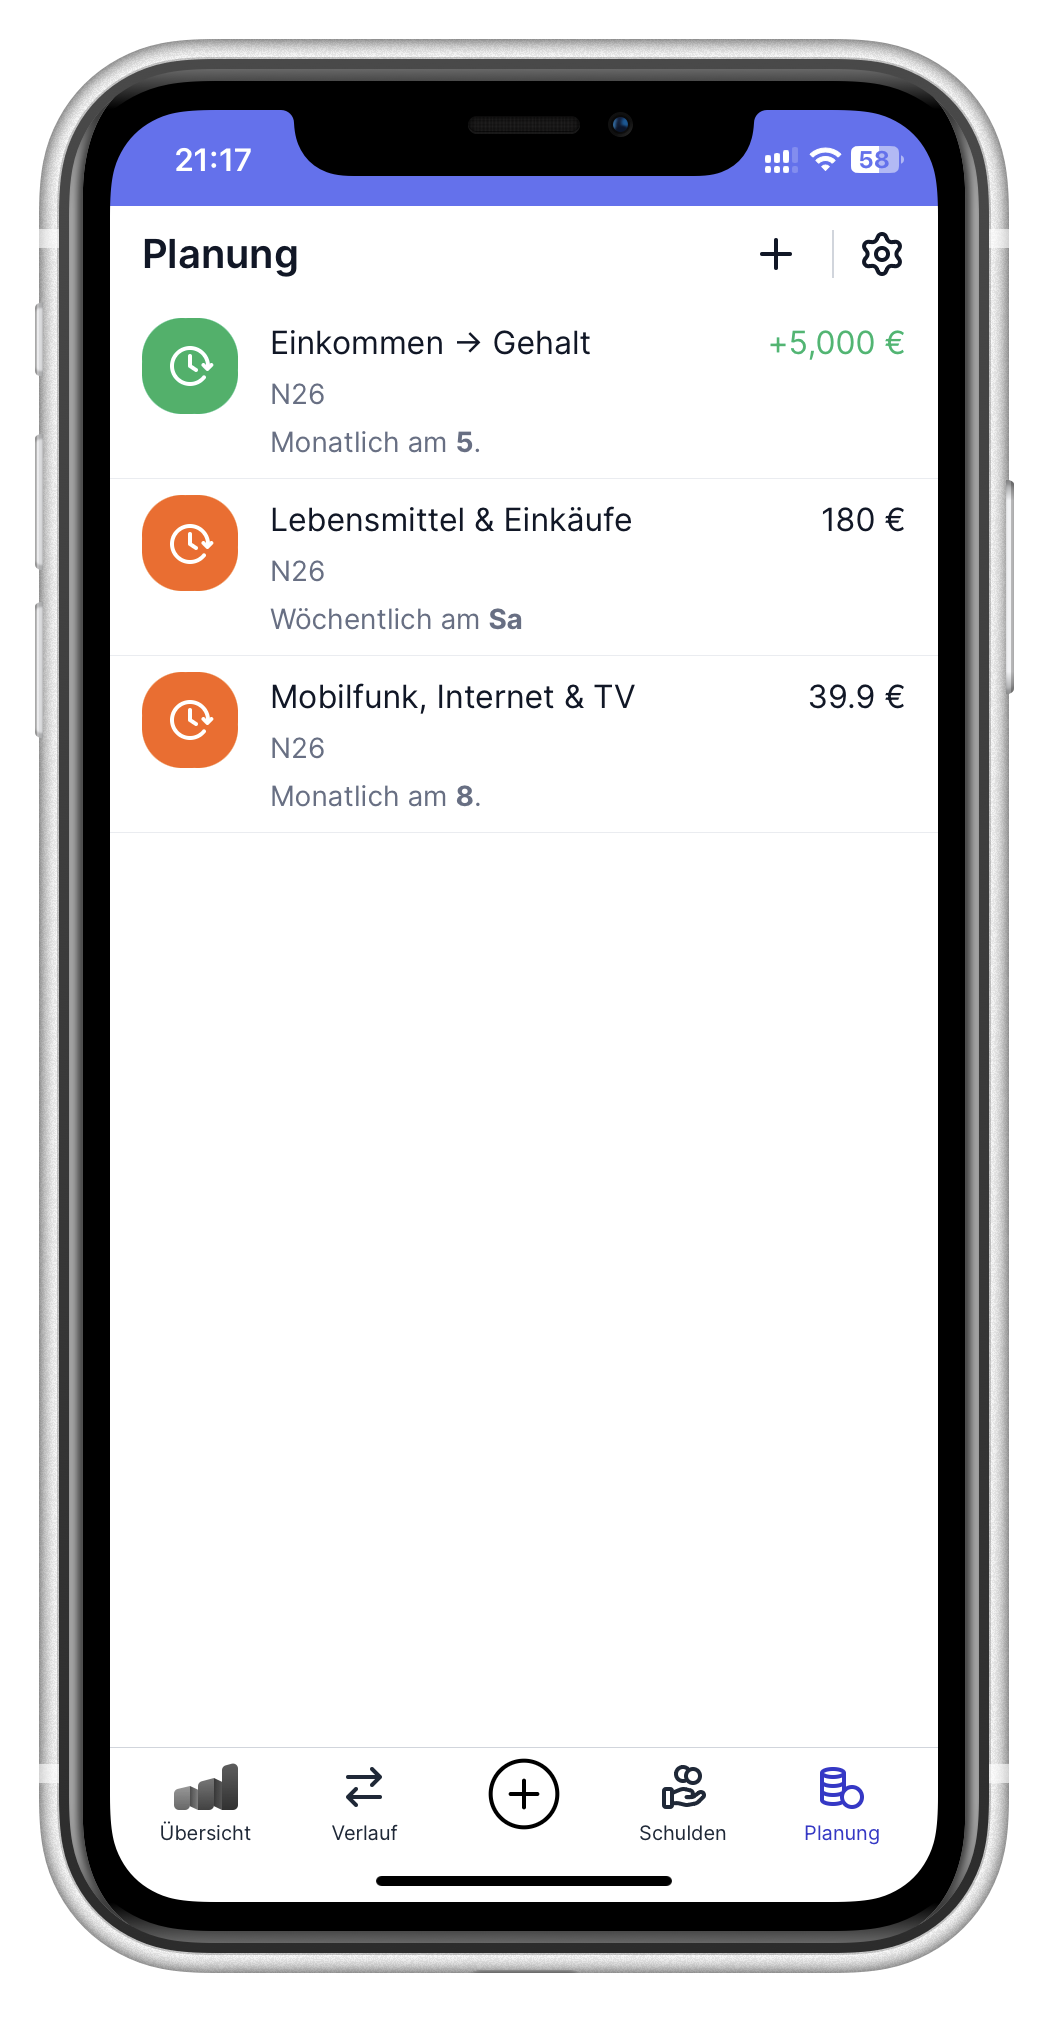 21:17
58
Planung
Einkommen → Gehalt +5,000 €
N26
Monatlich am 5.
Lebensmittel & Einkäufe 180 €
N26
Wöchentlich am Sa
Mobilfunk, Internet & TV 39.9 €
N26
Monatlich am 8.
Übersicht Verlauf Schulden Planung